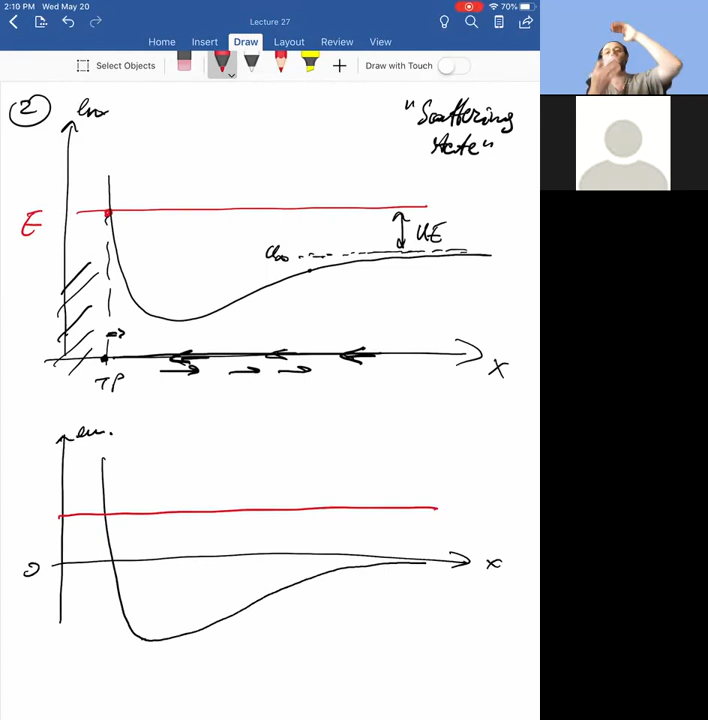 2:10 PM Wed May 20
70%
Lecture 27
Home Insert Draw Layout Review View
Select Objects
Draw with Touch
2
"Scattering
State"
E
KE
U∞
TP
X
en.
0
x